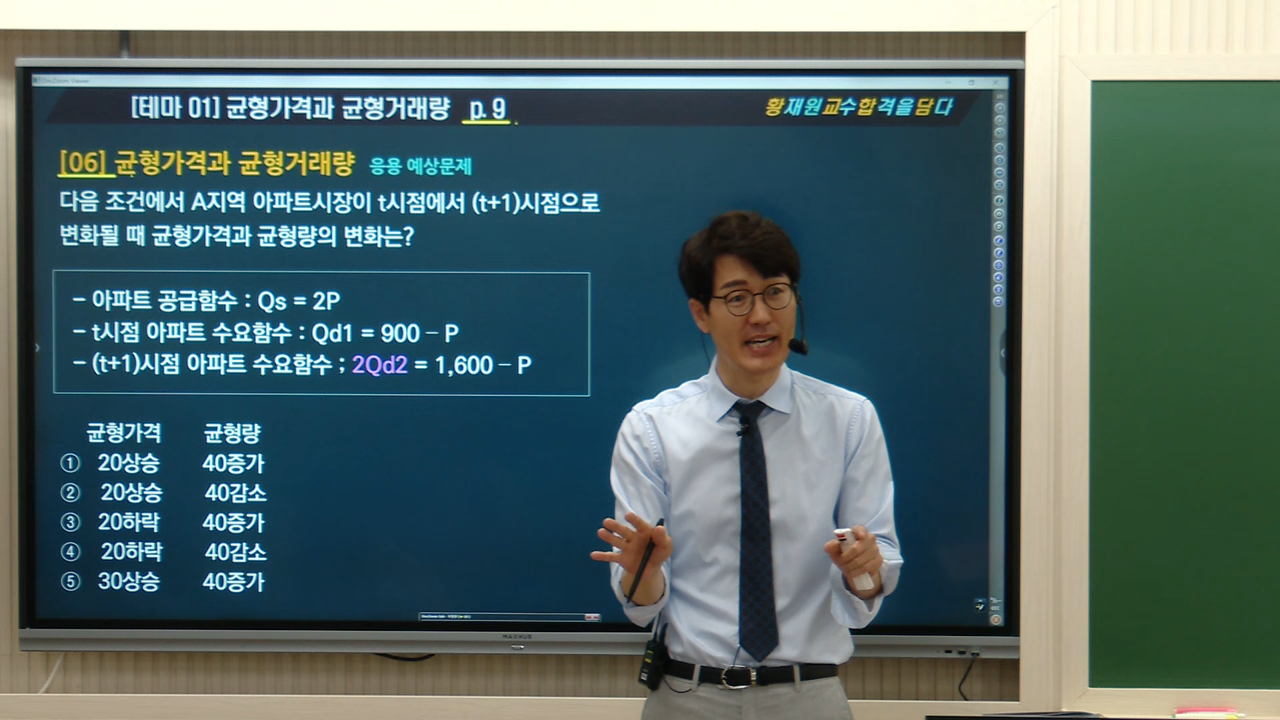 [테마 01] 균형가격과 균형거래량 p.9
황재원교수합격을담다
[06] 균형가격과 균형거래량 응용 예상문제
다음 조건에서 A지역 아파트시장이 t시점에서 (t+1)시점으로
변화될 때 균형가격과 균형량의 변화는?
- 아파트 공급함수 : Qs = 2P
- t시점 아파트 수요함수 : Qd1 = 900 - P
- (t+1)시점 아파트 수요함수 ; 2Qd2 = 1,600 - P
균형가격 균형량
① 20상승 40증가
② 20상승 40감소
③ 20하락 40증가
④ 20하락 40감소
⑤ 30상승 40증가
MAXHUB